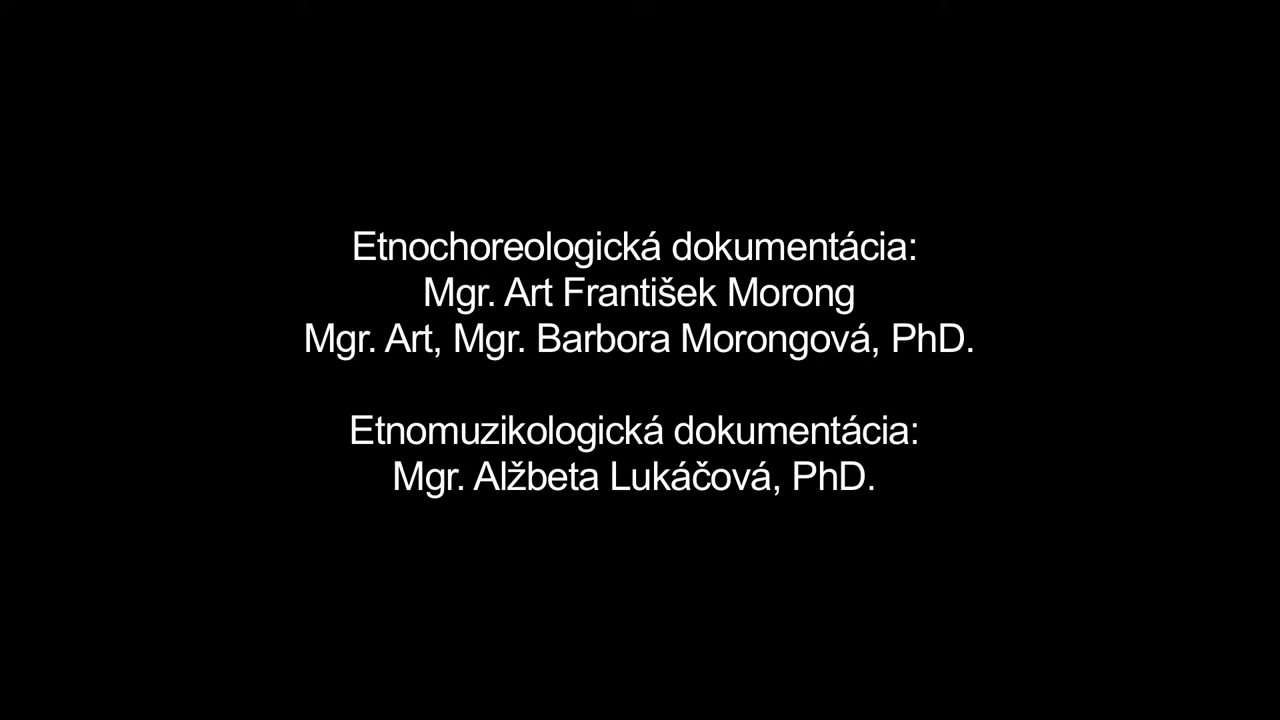 Etnochoreologická dokumentácia:
Mgr. Art František Morong
Mgr. Art, Mgr. Barbora Morongová, PhD.
Etnomuzikologická dokumentácia:
Mgr. Alžbeta Lukáčová, PhD.